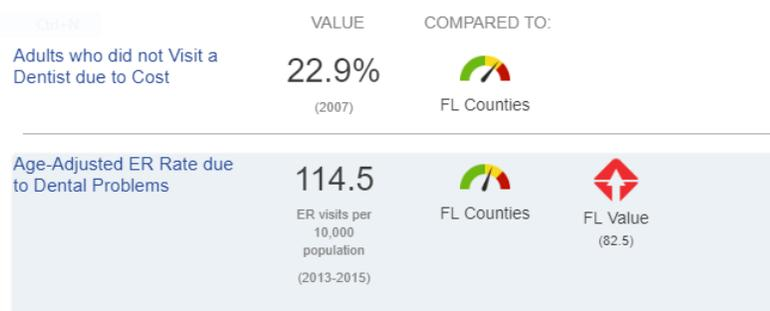 Ctrl+N
VALUE COMPARED TO:
Adults who did not Visit a
Dentist due to Cost
22.9%
(2007)
FL Counties
Age-Adjusted ER Rate due
to Dental Problems
114.5
ER visits per
10,000
population
(2013-2015)
FL Counties
FL Value
(82.5)